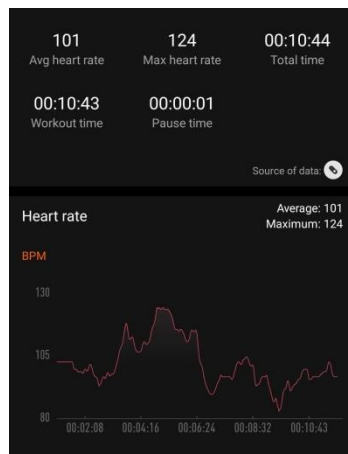 101 124 00:10:44
Avg heart rate Max heart rate Total time
00:10:43 00:00:01
Workout time Pause time
Source of data:
Heart rate Average: 101
Maximum: 124
BPM
130
105
80
00:02:08 00:04:16 00:06:24 00:08:32 00:10:43